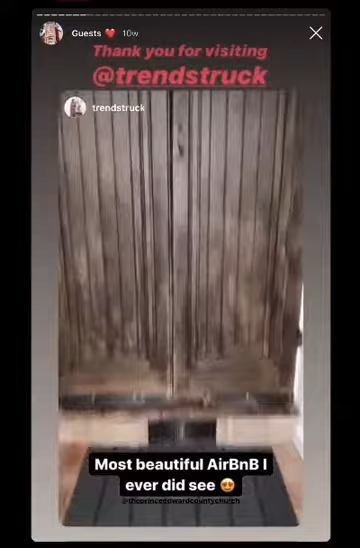 Guests ❤️ 10w
Thank you for visiting
@trendstruck
trendstruck
Most beautiful AirBnB I
ever did see 😍
@theprinceedwardcountychurch